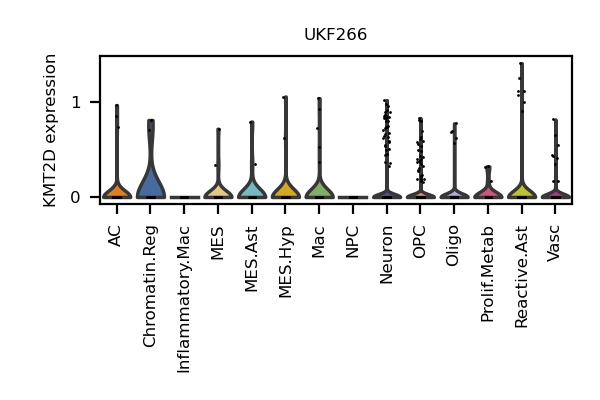 UKF266
KMT2D expression
1
0
AC
Chromatin.Reg
Inflammatory.Mac
MES
MES.Ast
MES.Hyp
Mac
NPC
Neuron
OPC
Oligo
Prolif.Metab
Reactive.Ast
Vasc